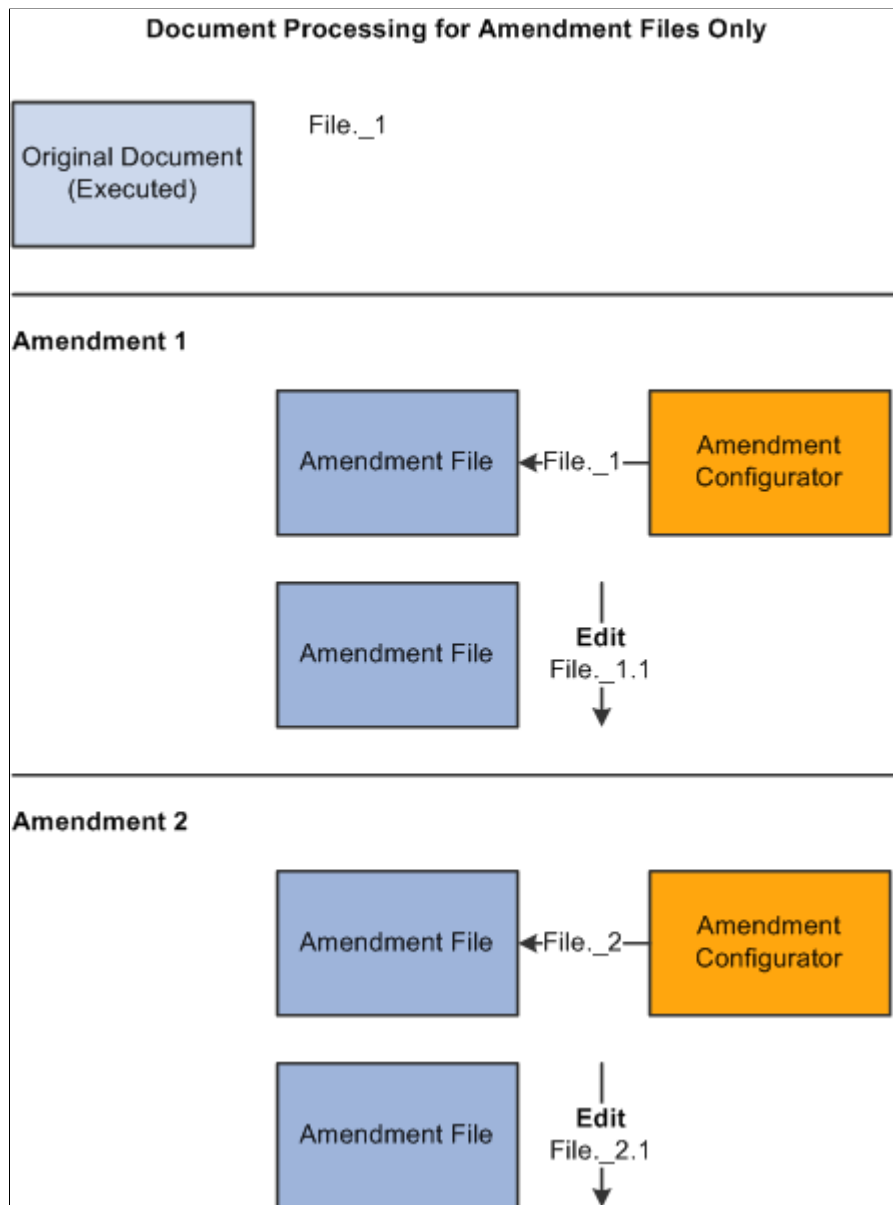 Document Processing for Amendment Files Only
Original Document
(Executed)
File._1
Amendment 1
Amendment File
File._1
Amendment
Configurator
Amendment File
Edit
File._1.1
Amendment 2
Amendment File
File._2
Amendment
Configurator
Amendment File
Edit
File._2.1